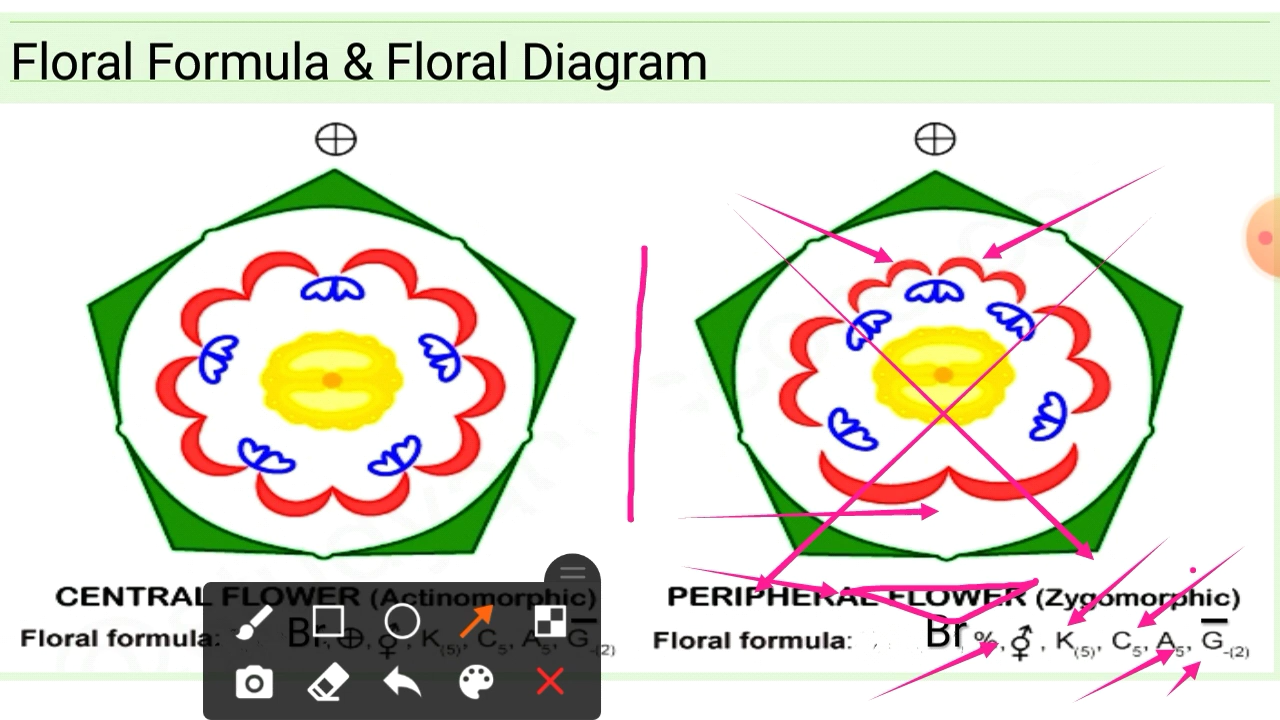 Floral Formula & Floral Diagram
CENTRAL FLOWER (Actinomorphic)
Floral formula: Br, ⊕, ⚥, K(5), C5, A5, G-(2)
PERIPHERAL FLOWER (Zygomorphic)
Floral formula: Br %, ⚥, K(5), C5, A5, G̅-(2)